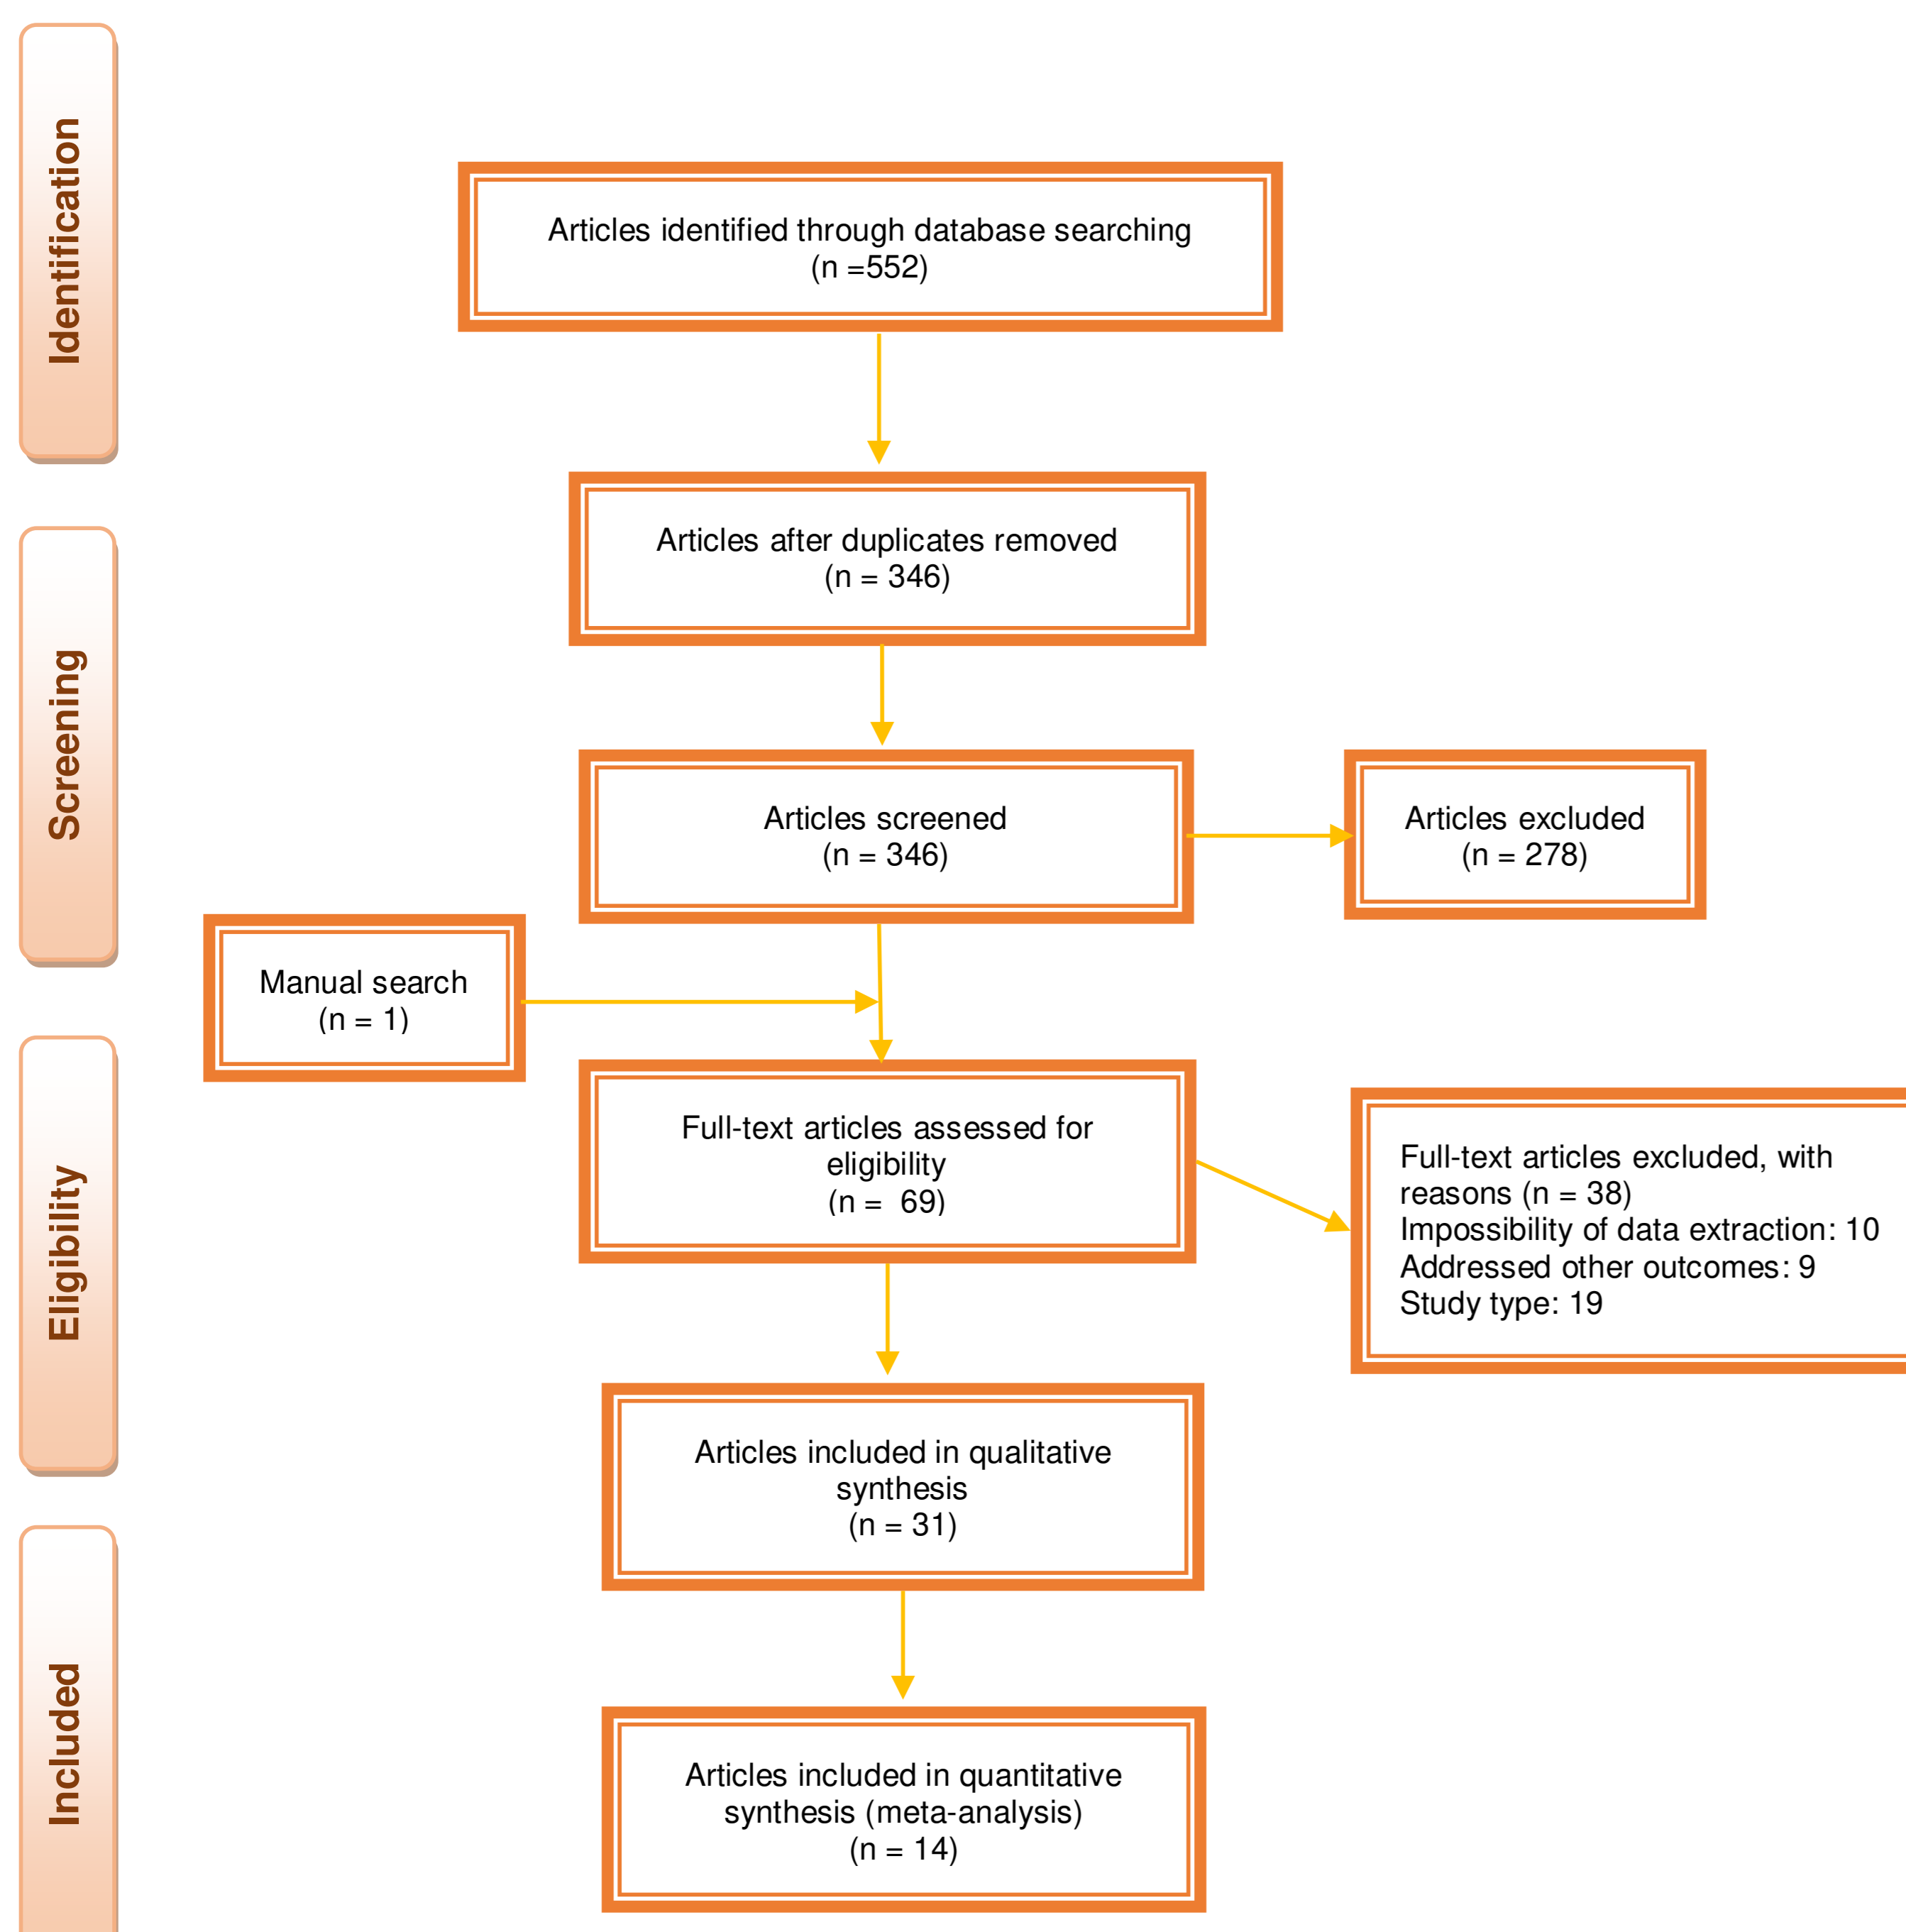 Identification
Articles identified through database searching
(n =552)
Articles after duplicates removed
(n = 346)
Screening
Articles screened
(n = 346)
Articles excluded
(n = 278)
Manual search
(n = 1)
Eligibility
Full-text articles assessed for
eligibility
(n =  69)
Full-text articles excluded, with
reasons (n = 38)
Impossibility of data extraction: 10
Addressed other outcomes: 9
Study type: 19
Articles included in qualitative
synthesis
(n = 31)
Included
Articles included in quantitative
synthesis (meta-analysis)
(n = 14)